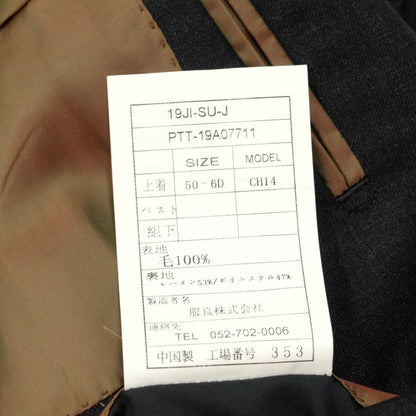 19JI-SU-J
PTT-19A07711
SIZE MODEL
上着 50-6D CH14
ベスト
組下
表地
毛100%
裏地
レーヨン53%/ポリエステル47%
製造者名
服良株式会社
連絡先
TEL 052-702-0006
中国製 工場番号 353